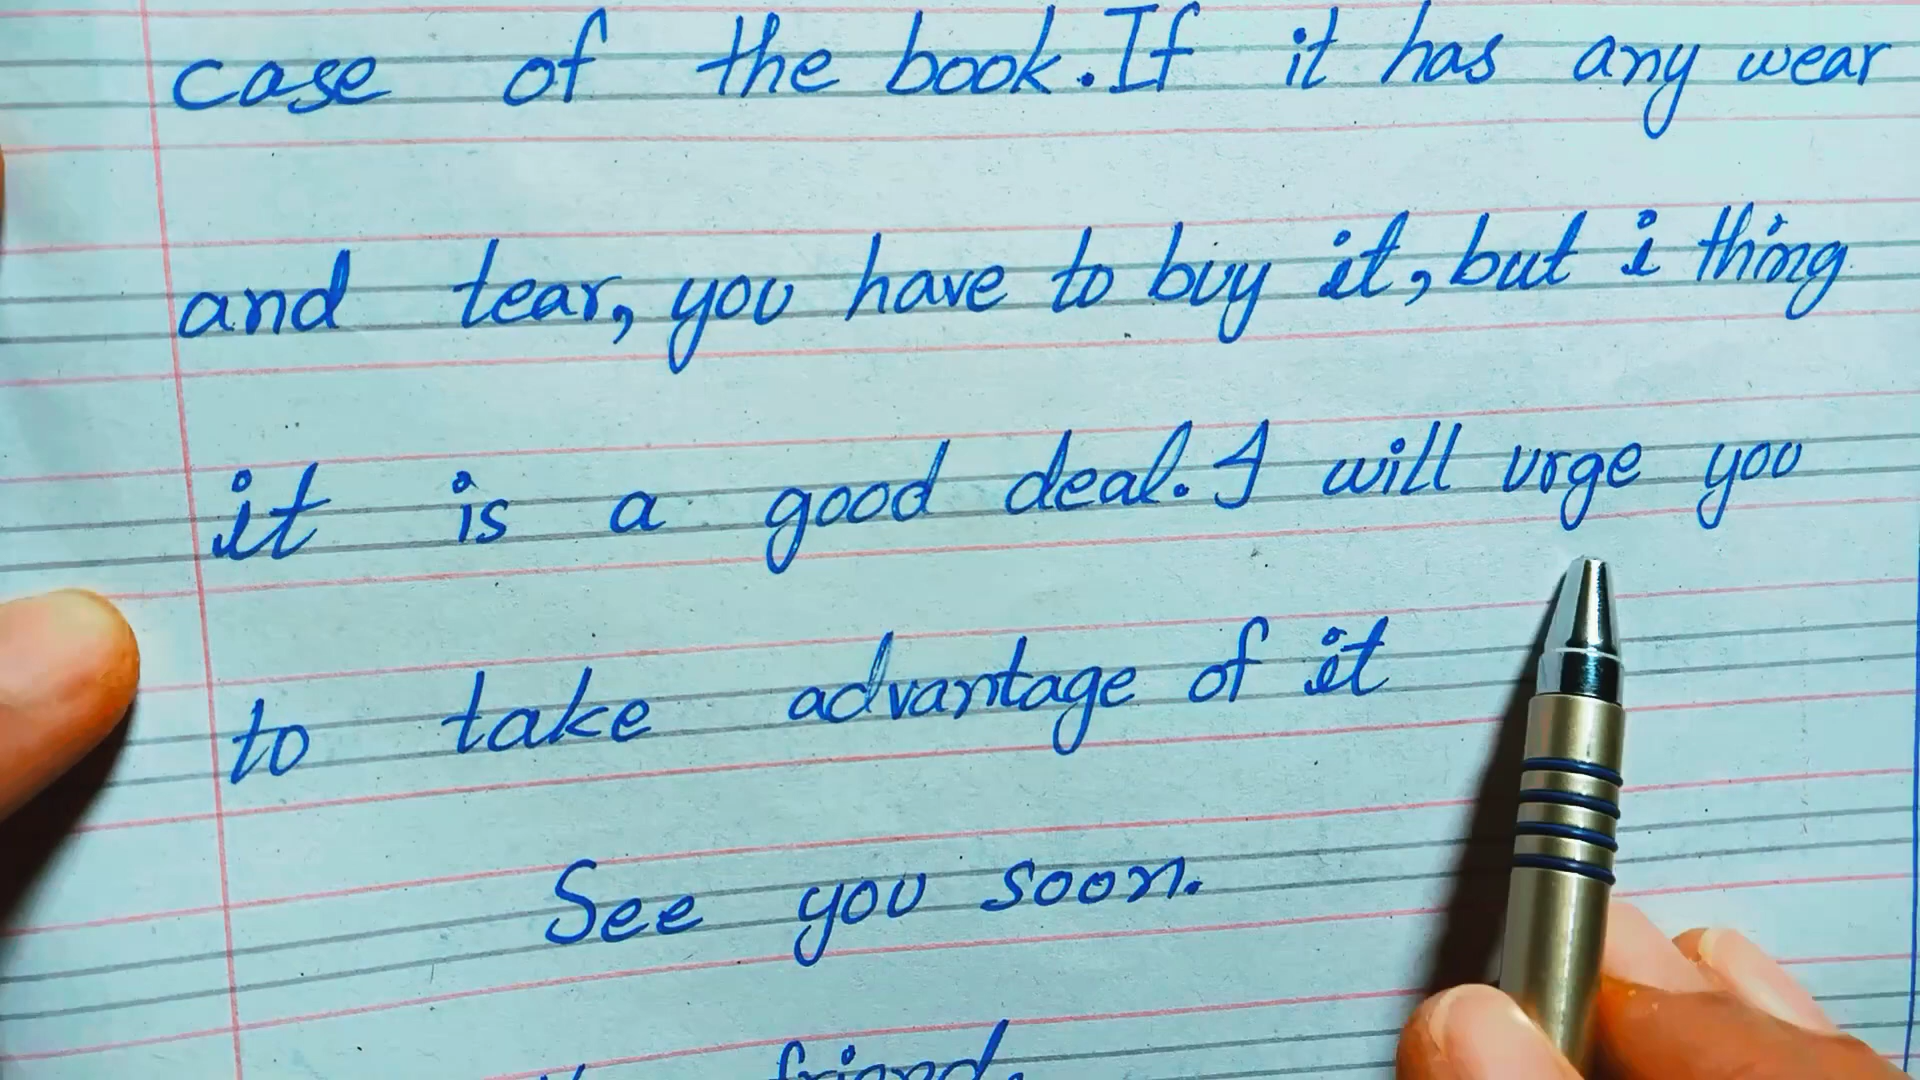 case of the book. If it has any wear
and tear, you have to buy it, but i thing
it is a good deal. I will urge you
to take advantage of it
See you soon.
friend.